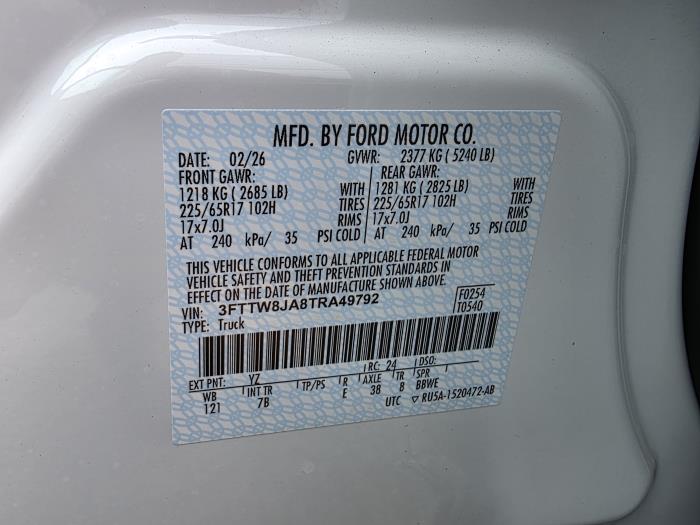 MFD. BY FORD MOTOR CO.
DATE: 02/26 GVWR: 2377 KG ( 5240 LB)
FRONT GAWR: REAR GAWR:
1218 KG ( 2685 LB) WITH 1281 KG ( 2825 LB) WITH
225/65R17 102H TIRES 225/65R17 102H TIRES
17x7.0J RIMS 17x7.0J RIMS
AT 240 kPa/ 35 PSI COLD AT 240 kPa/ 35 PSI COLD
THIS VEHICLE CONFORMS TO ALL APPLICABLE FEDERAL MOTOR
VEHICLE SAFETY AND THEFT PREVENTION STANDARDS IN
EFFECT ON THE DATE OF MANUFACTURE SHOWN ABOVE.
VIN: 3FTTW8JA8TRA49792 F0254
TYPE: Truck T0540
RC: 24 DSO:
EXT PNT: YZ
WB INT TR TP/PS R AXLE TR SPR
121 7B E 38 8 BBWE
UTC ▽ RU5A-1520472-AB